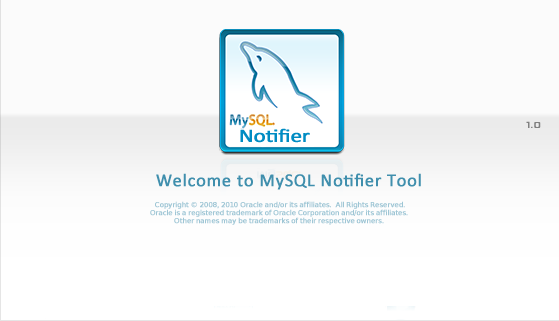 MySQL.
Notifier
1.0
Welcome to MySQL Notifier Tool
Copyright © 2008, 2010 Oracle and/or its affiliates. All Rights Reserved.
Oracle is a registered trademark of Oracle Corporation and/or its affiliates.
Other names may be trademarks of their respective owners.